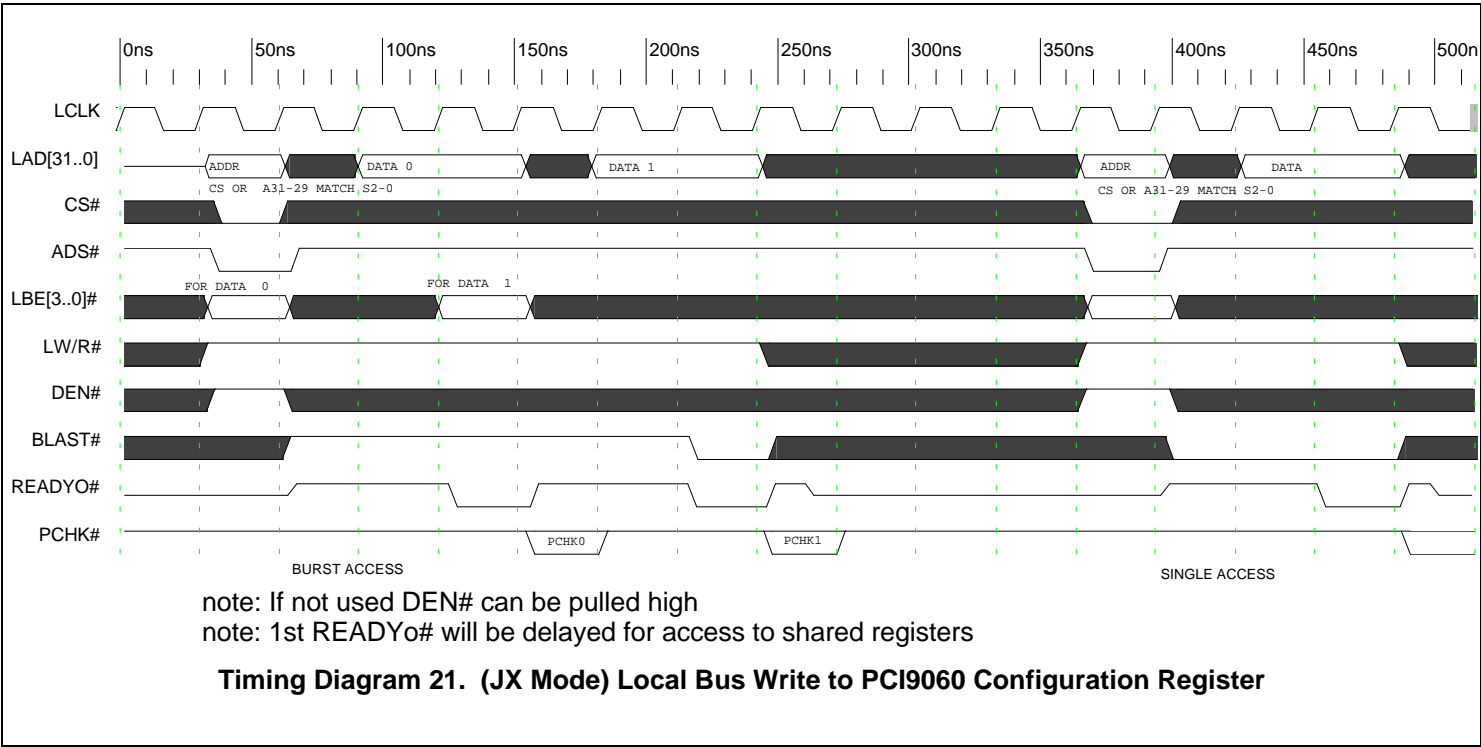 0ns 50ns 100ns 150ns 200ns 250ns 300ns 350ns 400ns 450ns 500n
LCLK
LAD[31..0] ADDR DATA 0 DATA 1 ADDR DATA
CS OR A31-29 MATCH S2-0 CS OR A31-29 MATCH S2-0
CS#
ADS#
FOR DATA 0 FOR DATA 1
LBE[3..0]#
LW/R#
DEN#
BLAST#
READYO#
PCHK# PCHK0 PCHK1
BURST ACCESS SINGLE ACCESS
note: If not used DEN# can be pulled high
note: 1st READYo# will be delayed for access to shared registers
Timing Diagram 21. (JX Mode) Local Bus Write to PCI9060 Configuration Register